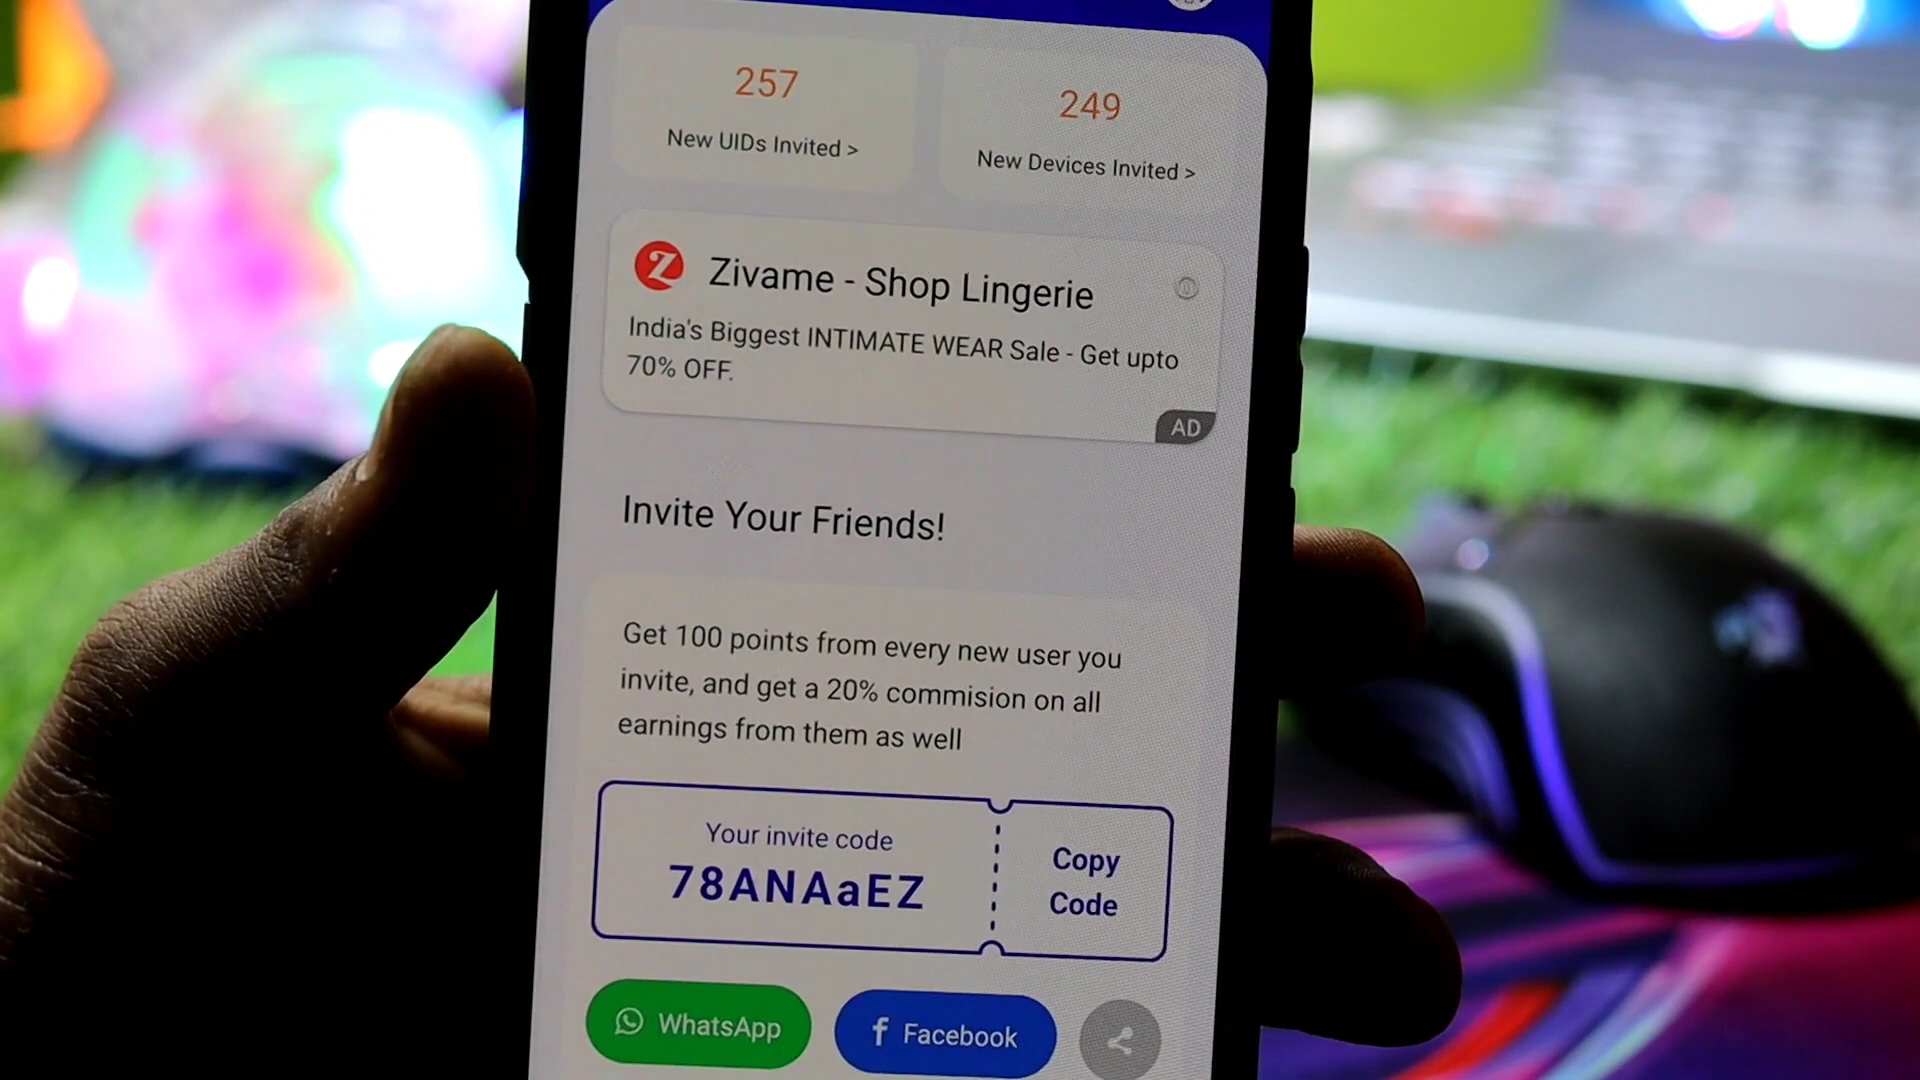 257
New UIDs Invited >
249
New Devices Invited >
Z
Zivame - Shop Lingerie
India's Biggest INTIMATE WEAR Sale - Get upto
70% OFF.
AD
Invite Your Friends!
Get 100 points from every new user you
invite, and get a 20% commision on all
earnings from them as well
Your invite code
78ANAaEZ
Copy
Code
WhatsApp
f Facebook